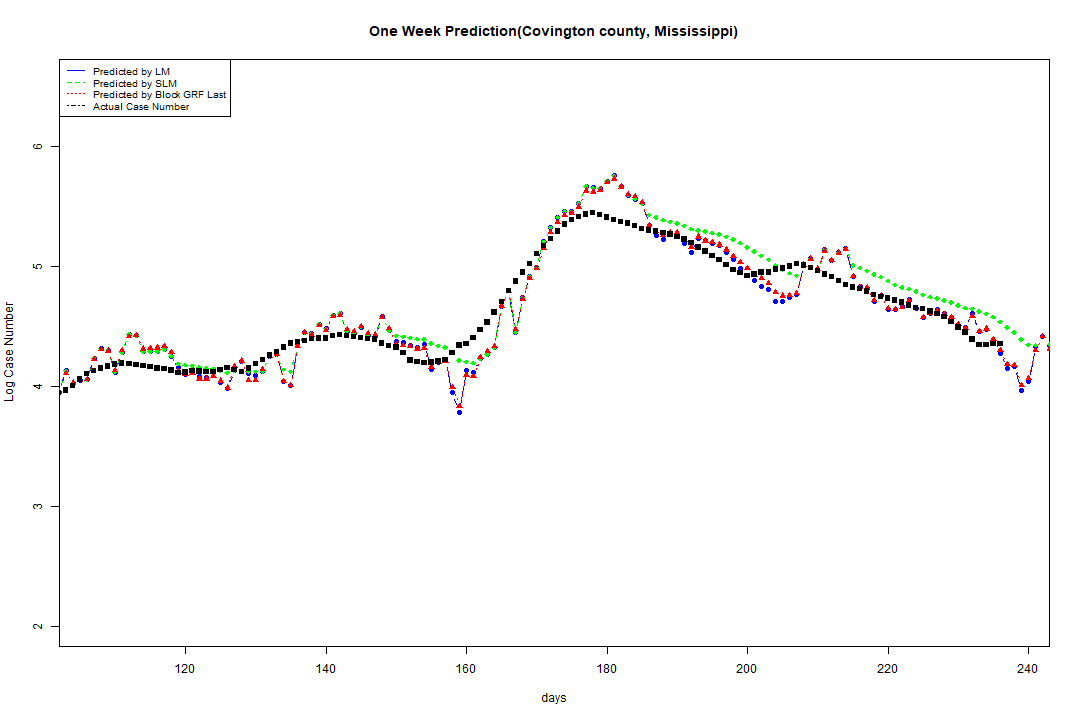 One Week Prediction(Covington county, Mississippi)
Predicted by LM
Predicted by SLM
Predicted by Block GRF Last
Actual Case Number
Log Case Number
6
5
4
3
2
120 140 160 180 200 220 240
days